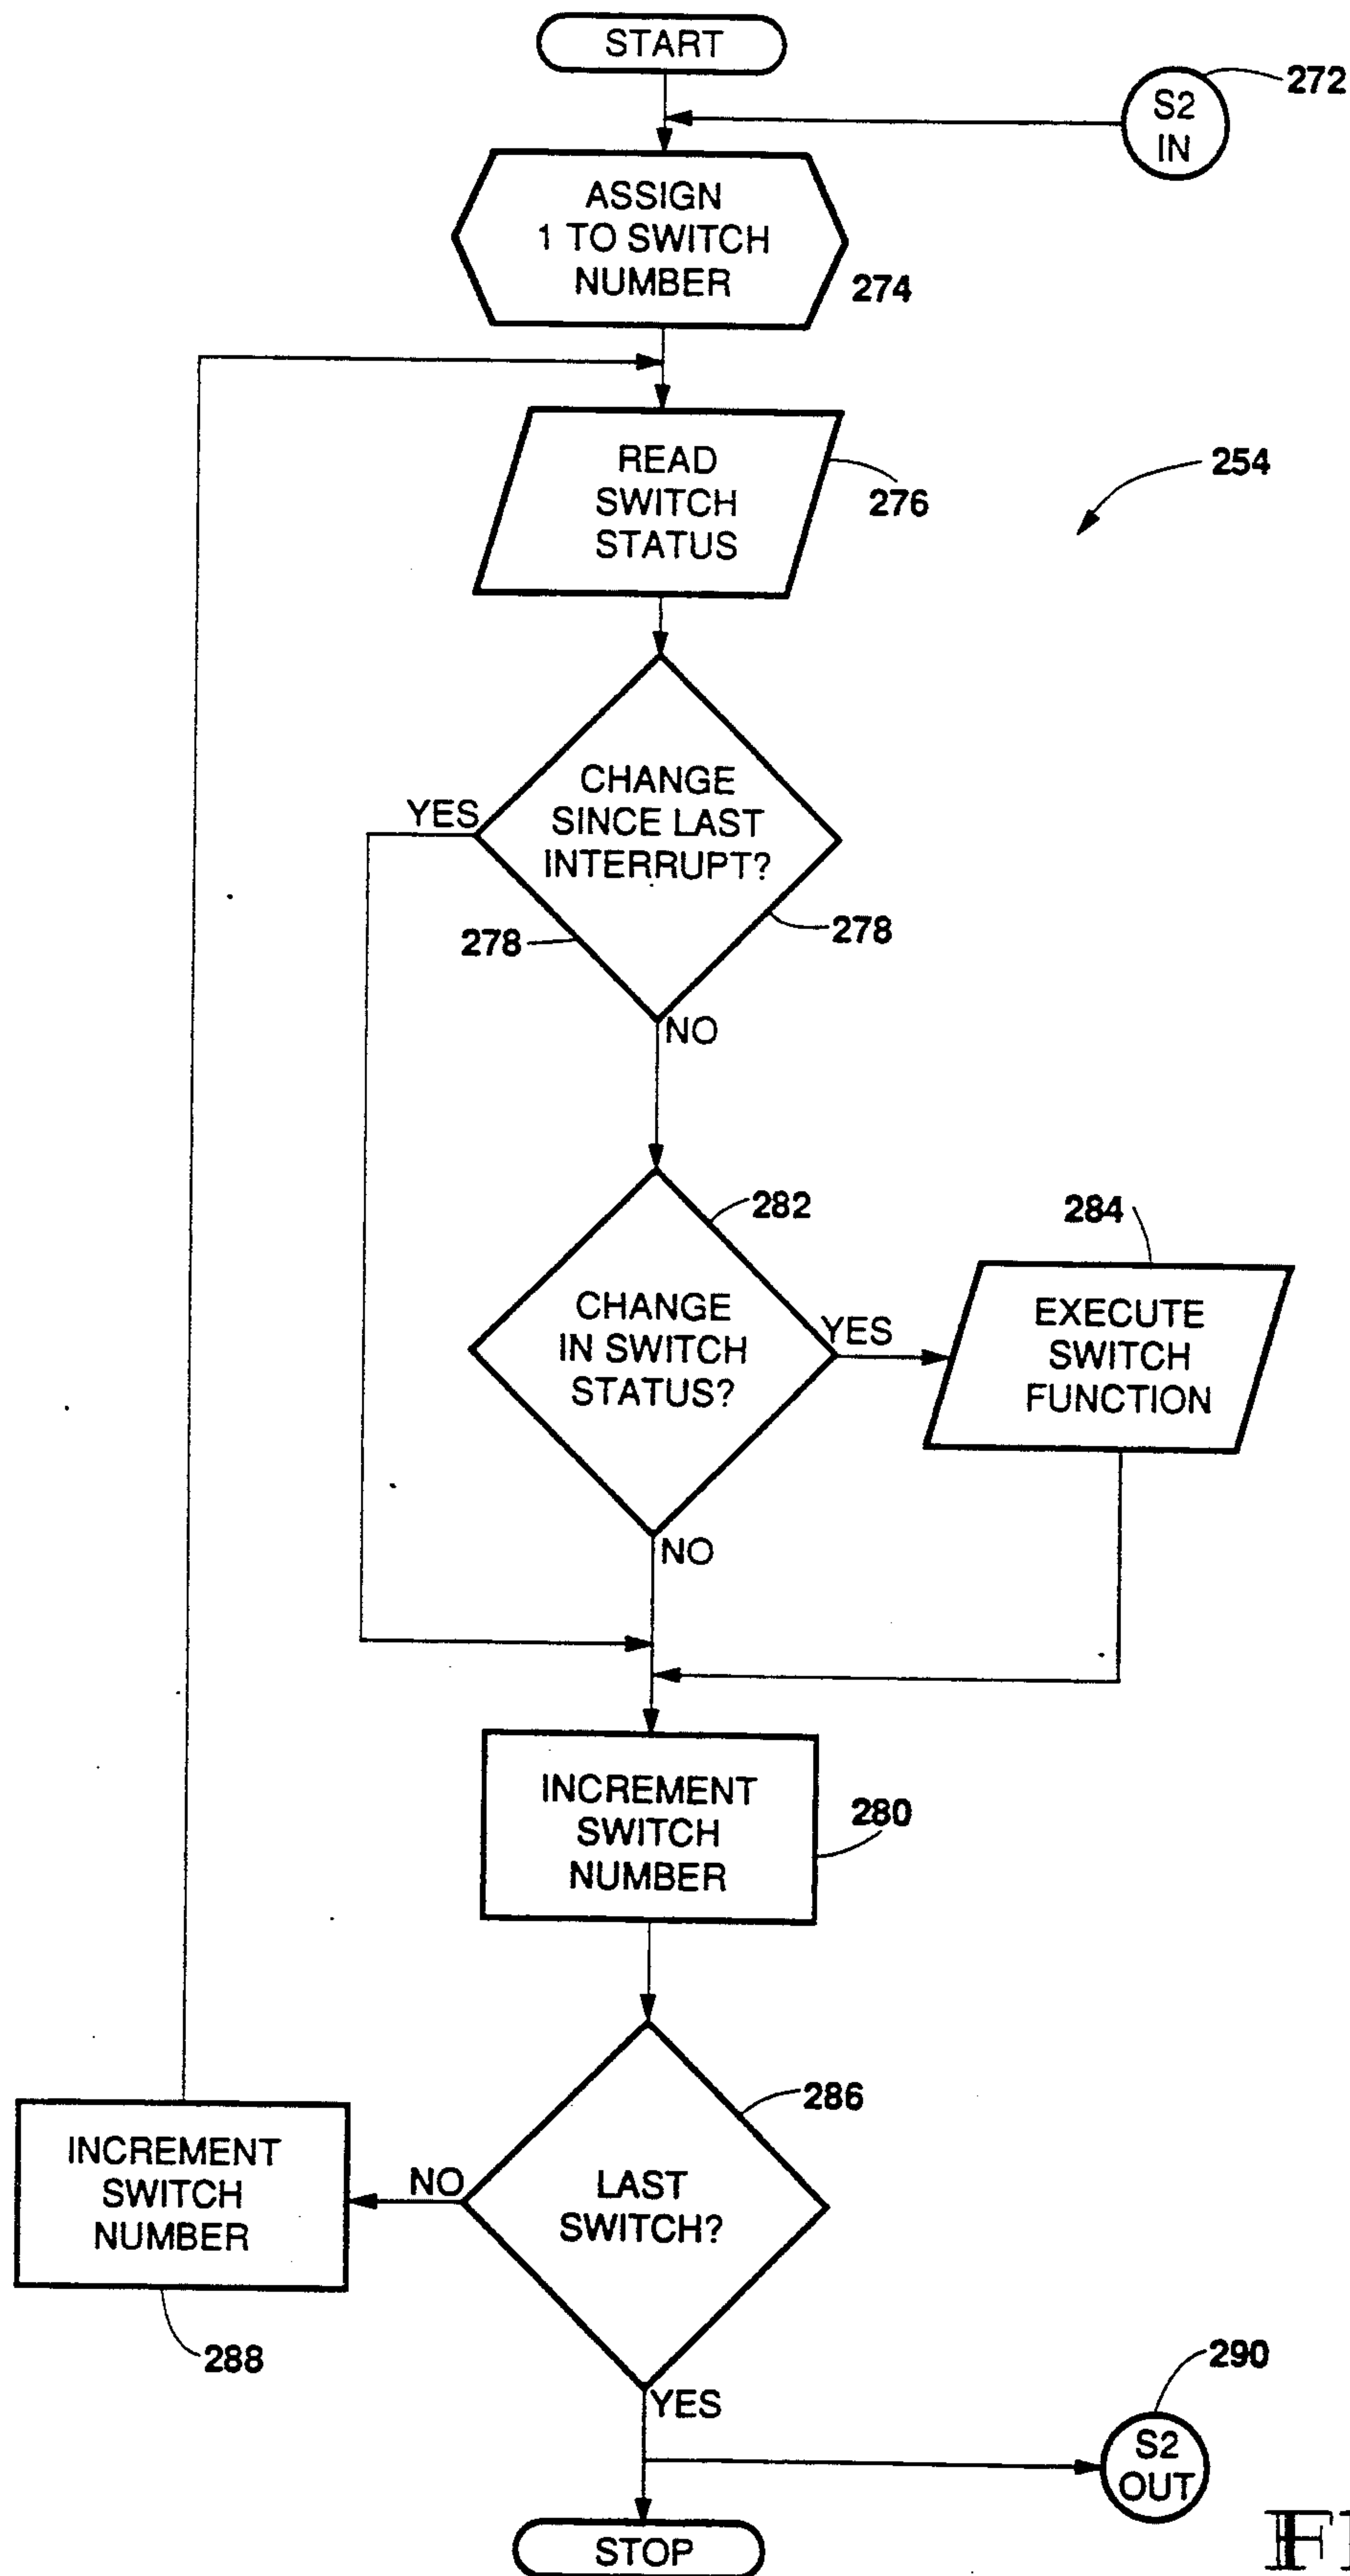 START
S2
IN
272
ASSIGN
1 TO SWITCH
NUMBER
274
READ
SWITCH
STATUS
276
254
CHANGE
SINCE LAST
INTERRUPT?
YES
278
278
NO
282
284
CHANGE
IN SWITCH
STATUS?
YES
EXECUTE
SWITCH
FUNCTION
NO
INCREMENT
SWITCH
NUMBER
280
286
LAST
SWITCH?
NO
INCREMENT
SWITCH
NUMBER
288
YES
290
S2
OUT
STOP